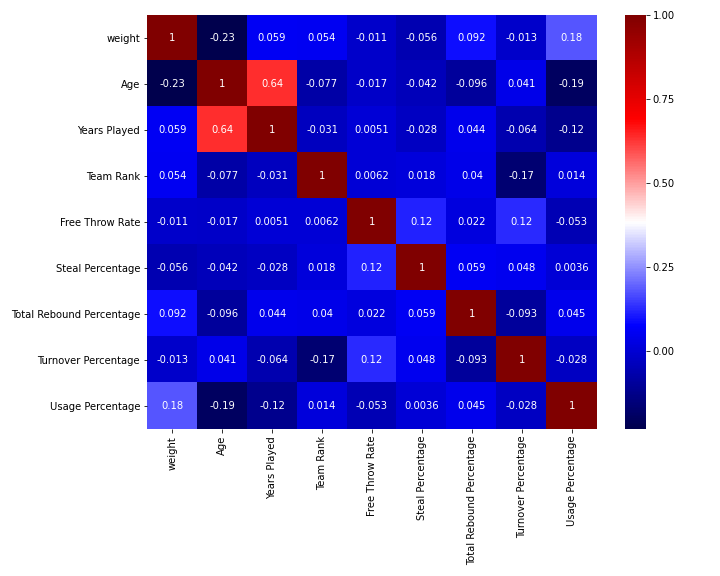 weight 1 -0.23 0.059 0.054 -0.011 -0.056 0.092 -0.013 0.18
Age -0.23 1 0.64 -0.077 -0.017 -0.042 -0.096 0.041 -0.19
Years Played 0.059 0.64 1 -0.031 0.0051 -0.028 0.044 -0.064 -0.12
Team Rank 0.054 -0.077 -0.031 1 0.0062 0.018 0.04 -0.17 0.014
Free Throw Rate -0.011 -0.017 0.0051 0.0062 1 0.12 0.022 0.12 -0.053
Steal Percentage -0.056 -0.042 -0.028 0.018 0.12 1 0.059 0.048 0.0036
Total Rebound Percentage 0.092 -0.096 0.044 0.04 0.022 0.059 1 -0.093 0.045
Turnover Percentage -0.013 0.041 -0.064 -0.17 0.12 0.048 -0.093 1 -0.028
Usage Percentage 0.18 -0.19 -0.12 0.014 -0.053 0.0036 0.045 -0.028 1
weight
Age
Years Played
Team Rank
Free Throw Rate
Steal Percentage
Total Rebound Percentage
Turnover Percentage
Usage Percentage
1.00
0.75
0.50
0.25
0.00